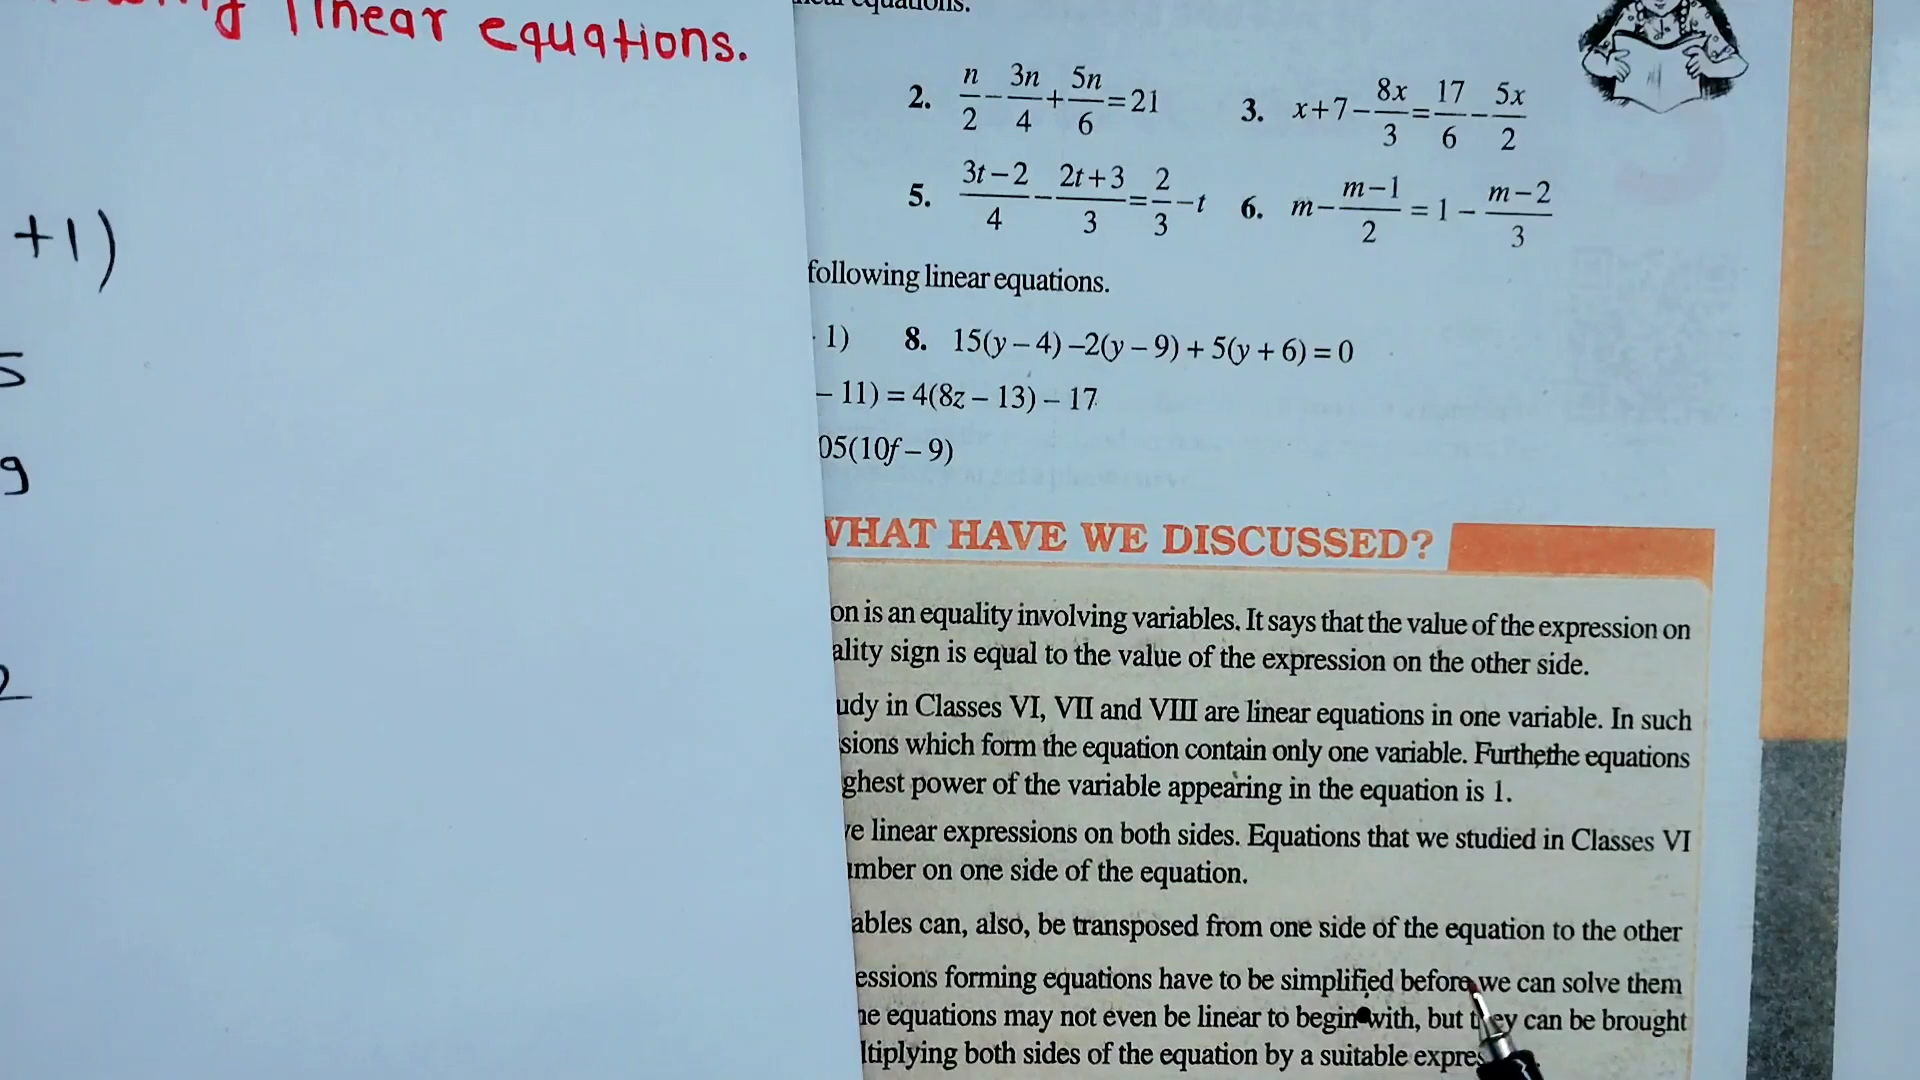 linear equations.
+1)
5
9
2
equations.
2. n/2 − 3n/4 + 5n/6 = 21
3. x + 7 − 8x/3 = 17/6 − 5x/2
5. (3t − 2)/4 − (2t + 3)/3 = 2/3 − t
6. m − (m − 1)/2 = 1 − (m − 2)/3
following linear equations.
1) 8. 15(y – 4) –2(y – 9) + 5(y + 6) = 0
– 11) = 4(8z – 13) – 17
05(10f – 9)
WHAT HAVE WE DISCUSSED?
on is an equality involving variables. It says that the value of the expression on
ality sign is equal to the value of the expression on the other side.
udy in Classes VI, VII and VIII are linear equations in one variable. In such
sions which form the equation contain only one variable. Further the equations
ghest power of the variable appearing in the equation is 1.
ve linear expressions on both sides. Equations that we studied in Classes VI
umber on one side of the equation.
ables can, also, be transposed from one side of the equation to the other
essions forming equations have to be simplified before we can solve them
he equations may not even be linear to begin with, but they can be brought
ltiplying both sides of the equation by a suitable expres